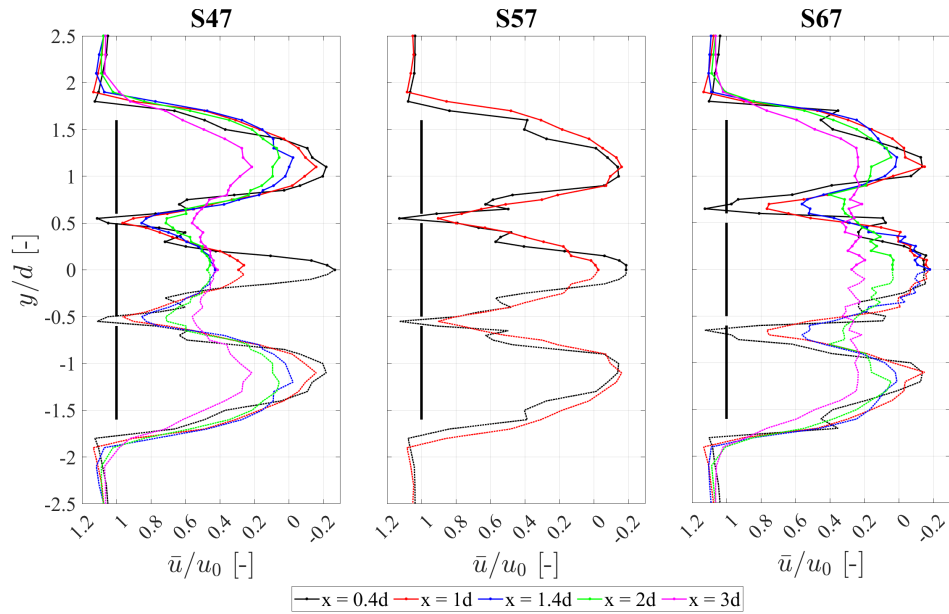 S47 S57 S67
2.5
2
1.5
1
0.5
0
-0.5
-1
-1.5
-2
-2.5
y/d [-]
1.2 1 0.8 0.6 0.4 0.2 0 -0.2 1.2 1 0.8 0.6 0.4 0.2 0 -0.2 1.2 1 0.8 0.6 0.4 0.2 0 -0.2
ū/u₀ [-] ū/u₀ [-] ū/u₀ [-]
x = 0.4d x = 1d x = 1.4d x = 2d x = 3d